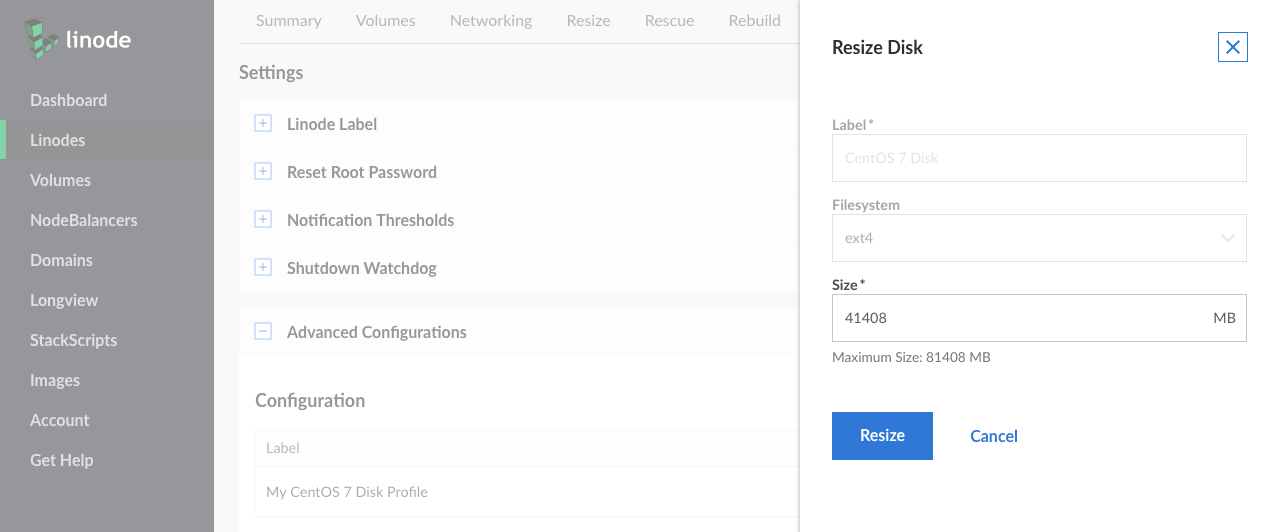 linode
Dashboard
Linodes
Volumes
NodeBalancers
Domains
Longview
StackScripts
Images
Account
Get Help
Summary Volumes Networking Resize Rescue Rebuild
Settings
Linode Label
Reset Root Password
Notification Thresholds
Shutdown Watchdog
Advanced Configurations
Configuration
Label
My CentOS 7 Disk Profile
Resize Disk
Label*
CentOS 7 Disk
Filesystem
ext4
Size*
41408 MB
Maximum Size: 81408 MB
Resize Cancel